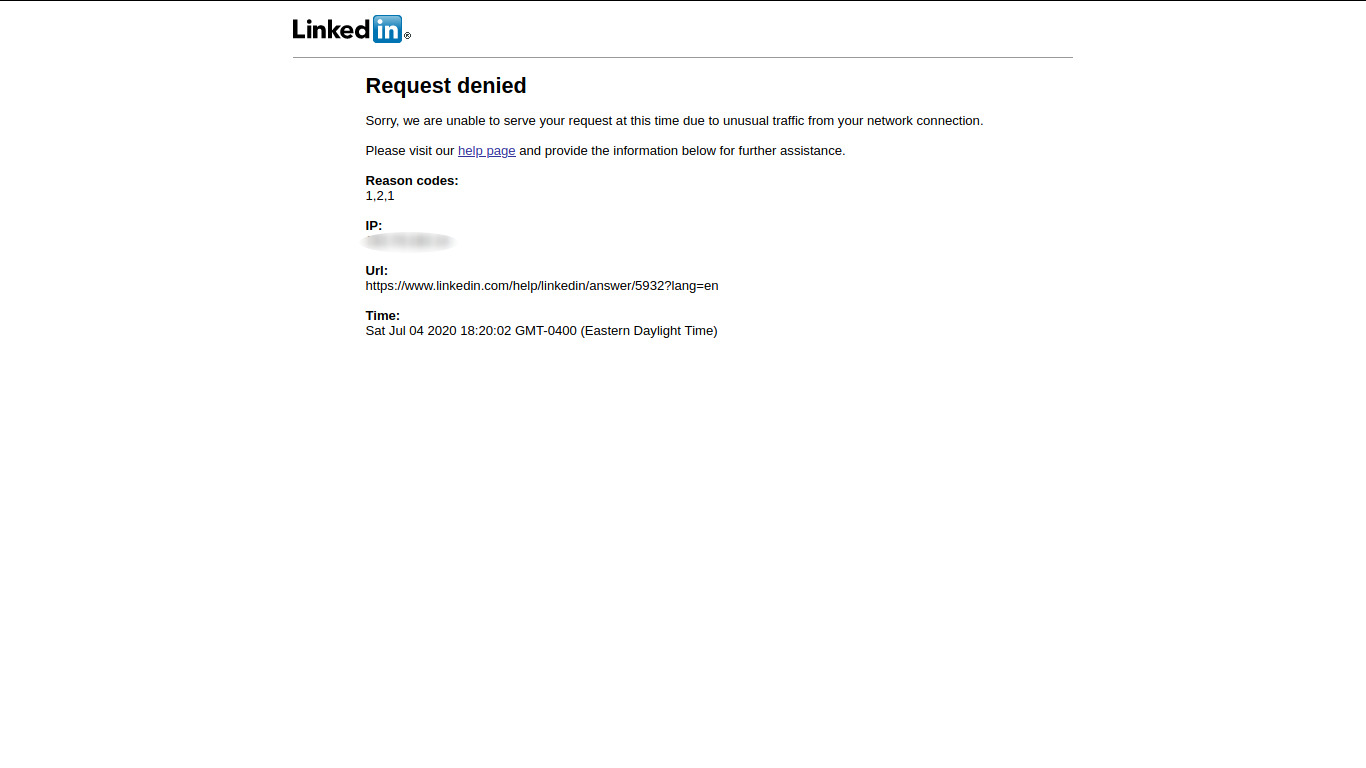 Linked in ®
Request denied
Sorry, we are unable to serve your request at this time due to unusual traffic from your network connection.
Please visit our help page and provide the information below for further assistance.
Reason codes:
1,2,1
IP:
Url:
https://www.linkedin.com/help/linkedin/answer/5932?lang=en
Time:
Sat Jul 04 2020 18:20:02 GMT-0400 (Eastern Daylight Time)